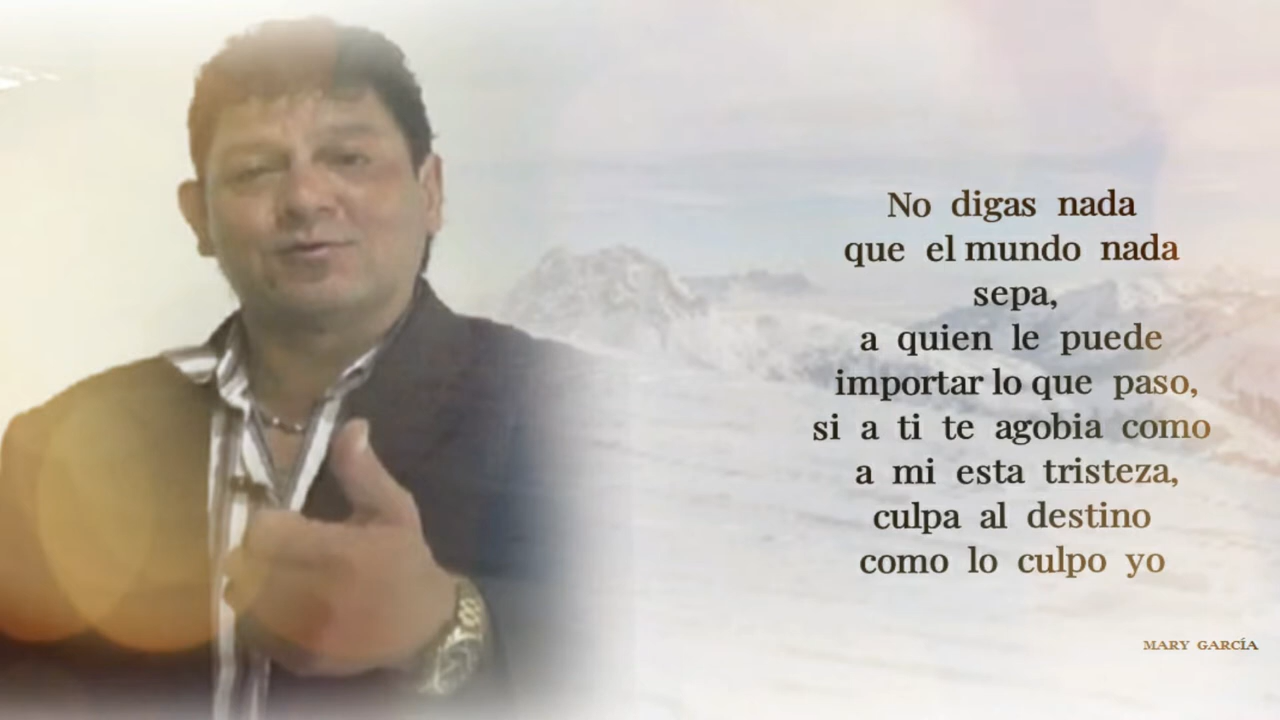 No digas nada
que el mundo nada
sepa,
a quien le puede
importar lo que paso,
si a ti te agobia como
a mi esta tristeza,
culpa al destino
como lo culpo yo
MARY GARCÍA